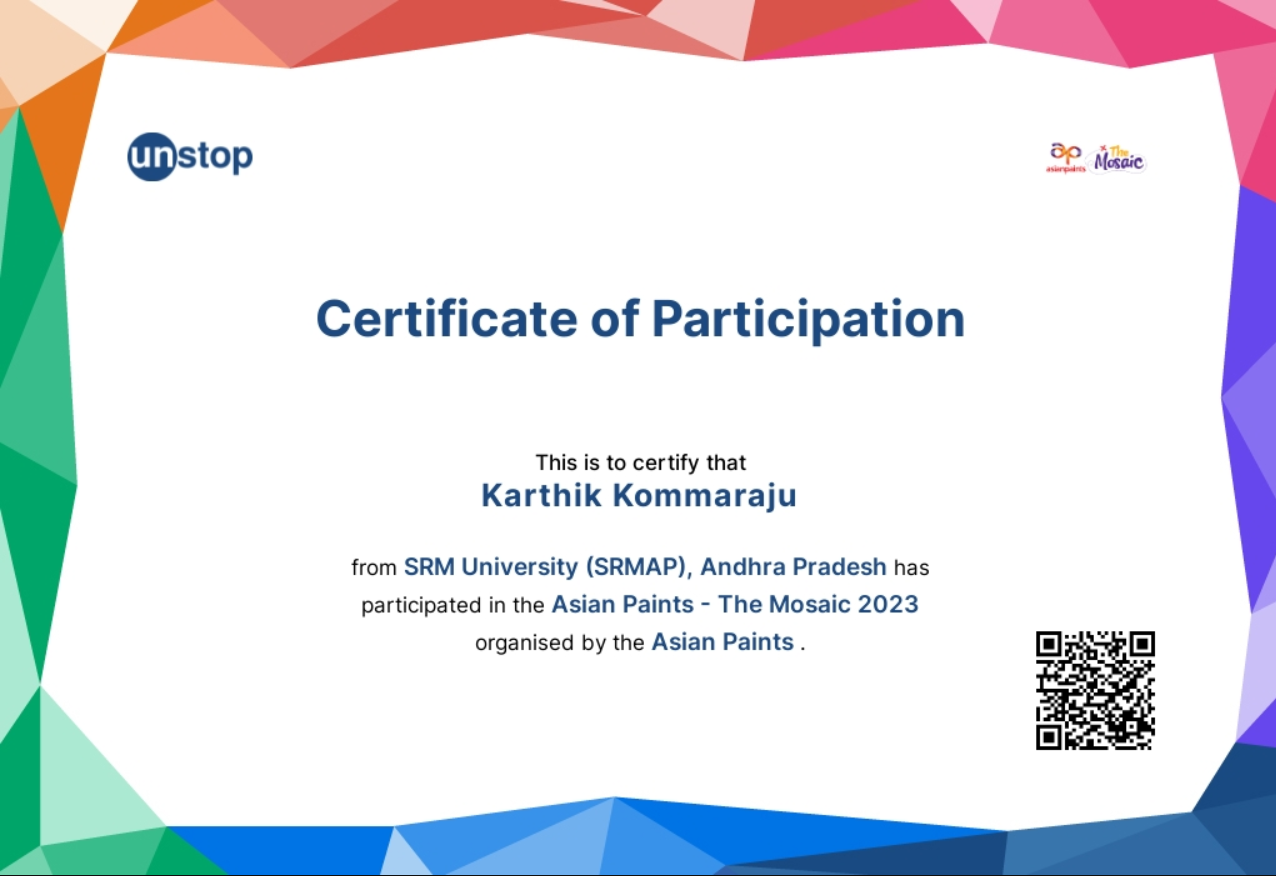 unstop
asianpaints The Mosaic
Certificate of Participation
This is to certify that
Karthik Kommaraju
from SRM University (SRMAP), Andhra Pradesh has
participated in the Asian Paints - The Mosaic 2023
organised by the Asian Paints .